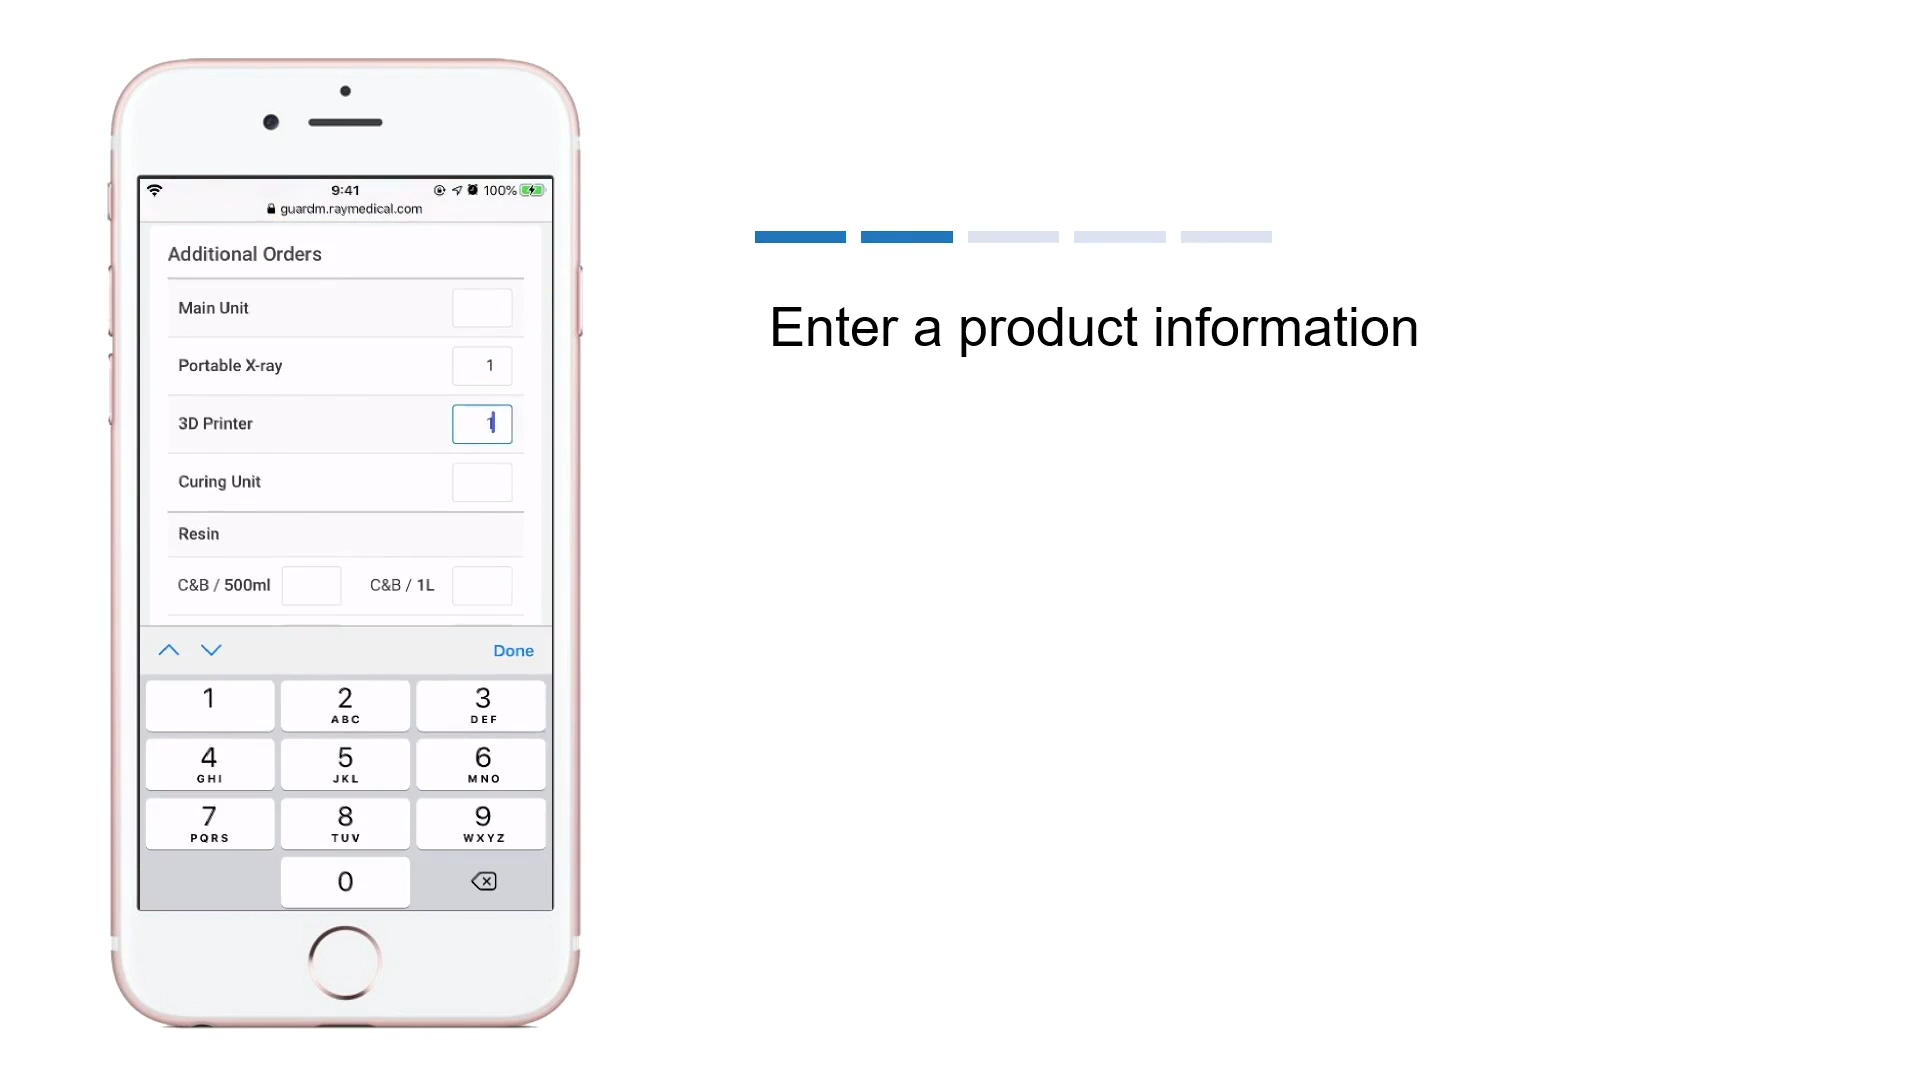 9:41
100%
guardm.raymedical.com
Additional Orders
Main Unit
Portable X-ray 1
3D Printer 1
Curing Unit
Resin
C&B / 500ml C&B / 1L
Done
1 2 3
ABC DEF
4 5 6
GHI JKL MNO
7 8 9
PQRS TUV WXYZ
0
Enter a product information